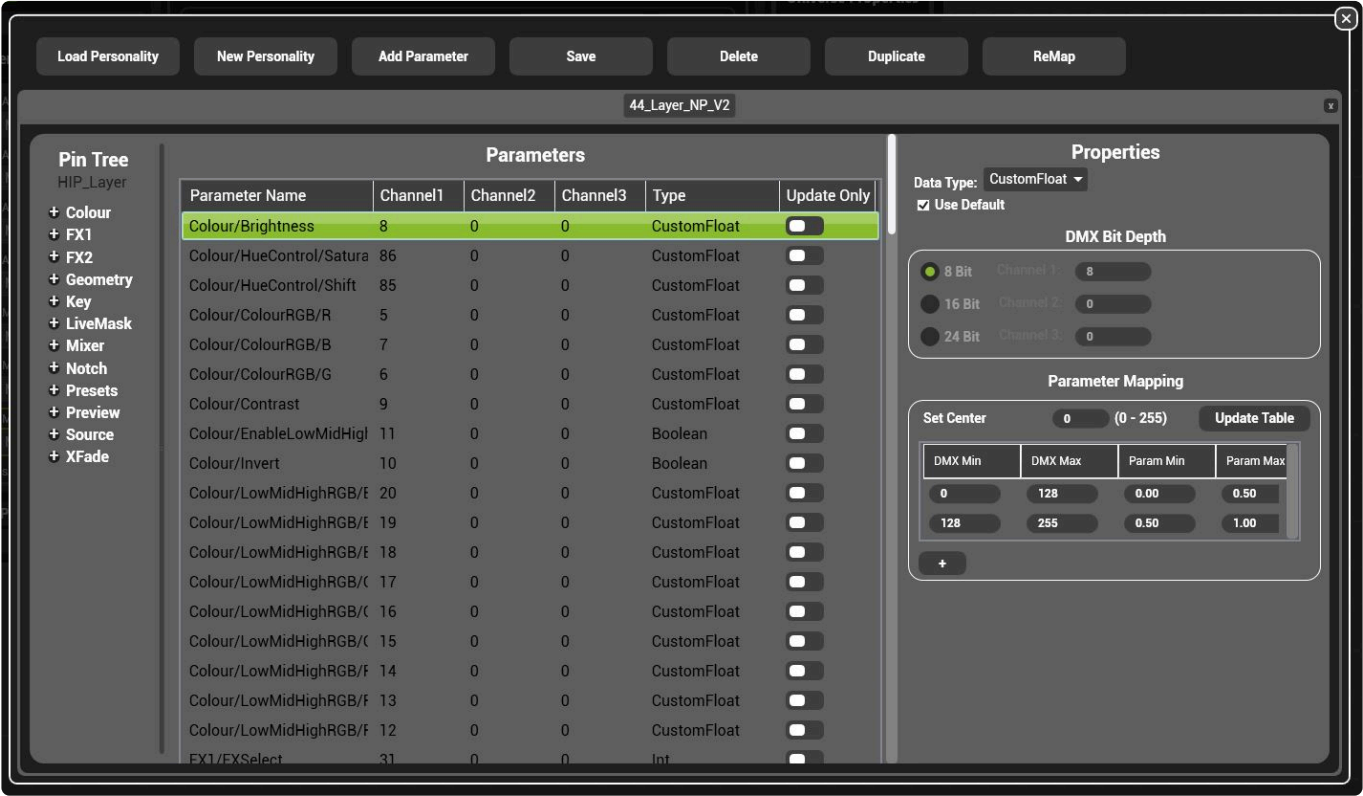 Load Personality New Personality Add Parameter Save Delete Duplicate ReMap
44_Layer_NP_V2
x
Pin Tree
HIP_Layer
+ Colour
+ FX1
+ FX2
+ Geometry
+ Key
+ LiveMask
+ Mixer
+ Notch
+ Presets
+ Preview
+ Source
+ XFade
Parameters
Parameter Name Channel1 Channel2 Channel3 Type Update Only
Colour/Brightness 8 0 0 CustomFloat
Colour/HueControl/Satura 86 0 0 CustomFloat
Colour/HueControl/Shift 85 0 0 CustomFloat
Colour/ColourRGB/R 5 0 0 CustomFloat
Colour/ColourRGB/B 7 0 0 CustomFloat
Colour/ColourRGB/G 6 0 0 CustomFloat
Colour/Contrast 9 0 0 CustomFloat
Colour/EnableLowMidHigl 11 0 0 Boolean
Colour/Invert 10 0 0 Boolean
Colour/LowMidHighRGB/ 20 0 0 CustomFloat
Colour/LowMidHighRGB/ 19 0 0 CustomFloat
Colour/LowMidHighRGB/ 18 0 0 CustomFloat
Colour/LowMidHighRGB/ 17 0 0 CustomFloat
Colour/LowMidHighRGB/ 16 0 0 CustomFloat
Colour/LowMidHighRGB/ 15 0 0 CustomFloat
Colour/LowMidHighRGB/ 14 0 0 CustomFloat
Colour/LowMidHighRGB/ 13 0 0 CustomFloat
Colour/LowMidHighRGB/ 12 0 0 CustomFloat
FX1/FXSelect 31 0 0 Int
Properties
Data Type: CustomFloat
Use Default
DMX Bit Depth
8 Bit Channel 1: 8
16 Bit Channel 2: 0
24 Bit Channel 3: 0
Parameter Mapping
Set Center 0 (0 - 255) Update Table
DMX Min DMX Max Param Min Param Max
0 128 0.00 0.50
128 255 0.50 1.00
+